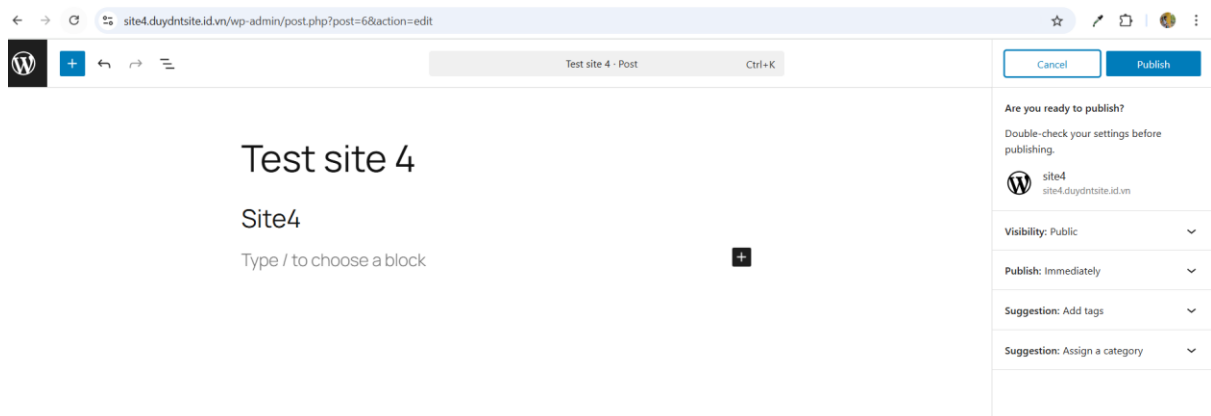 site4.duydntsite.id.vn/wp-admin/post.php?post=6&action=edit
Test site 4 · Post Ctrl+K
Cancel Publish
Are you ready to publish?
Double-check your settings before
publishing.
site4
site4.duydntsite.id.vn
Visibility: Public
Publish: Immediately
Suggestion: Add tags
Suggestion: Assign a category
Test site 4
Site4
Type / to choose a block